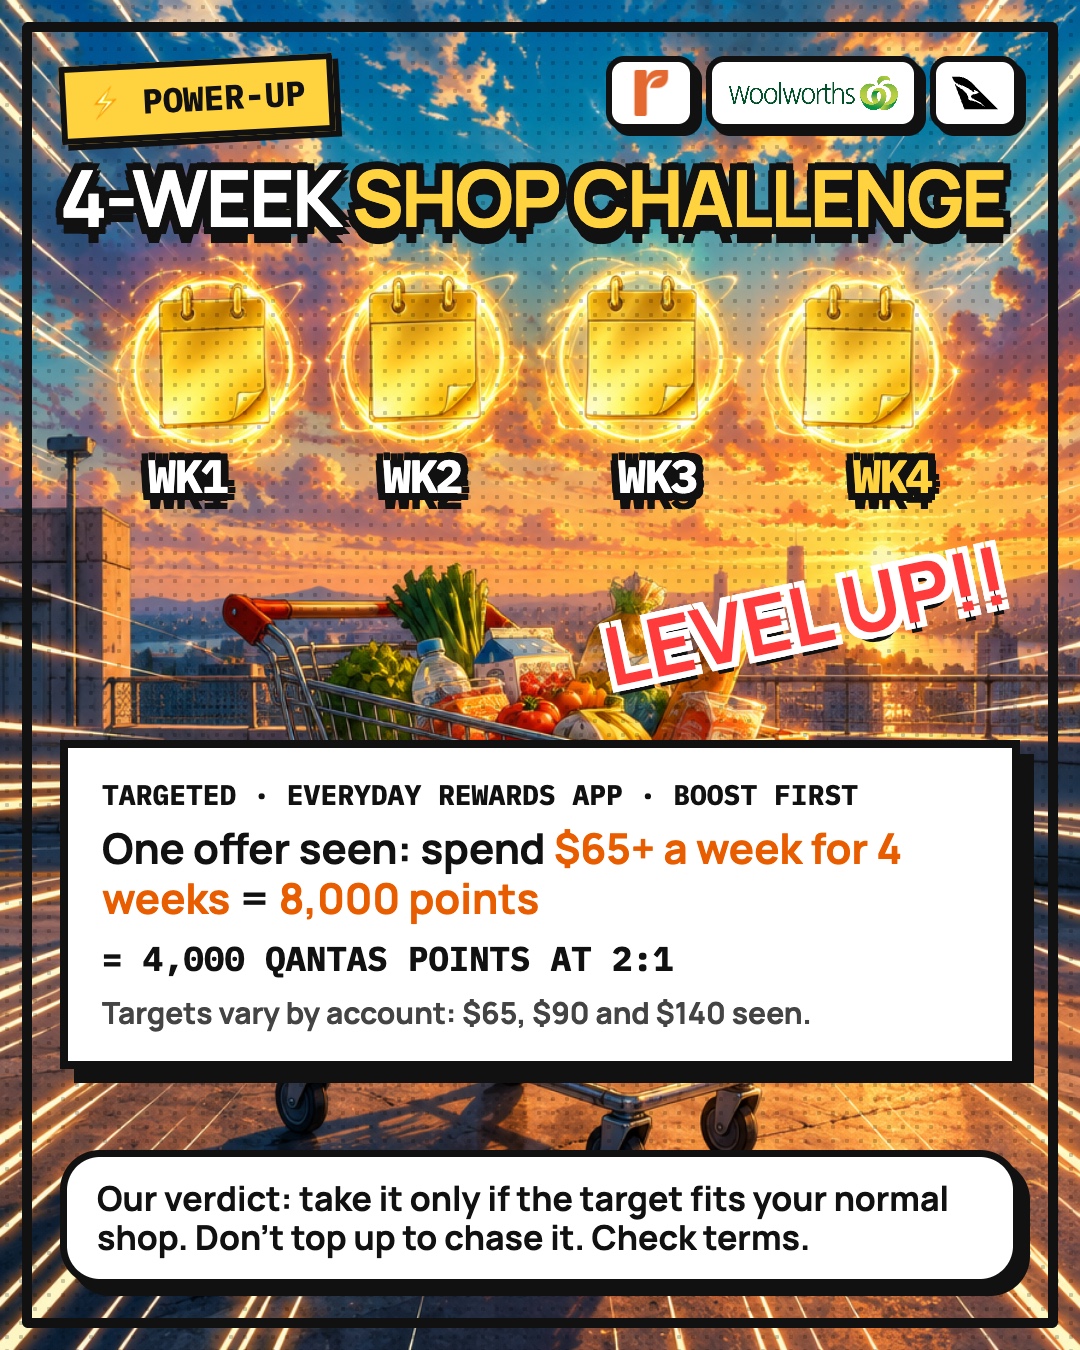 ⚡ POWER-UP
r
Woolworths
4-WEEK SHOP CHALLENGE
WK1 WK2 WK3 WK4
LEVEL UP!!
TARGETED · EVERYDAY REWARDS APP · BOOST FIRST
One offer seen: spend $65+ a week for 4
weeks = 8,000 points
= 4,000 QANTAS POINTS AT 2:1
Targets vary by account: $65, $90 and $140 seen.
Our verdict: take it only if the target fits your normal
shop. Don’t top up to chase it. Check terms.